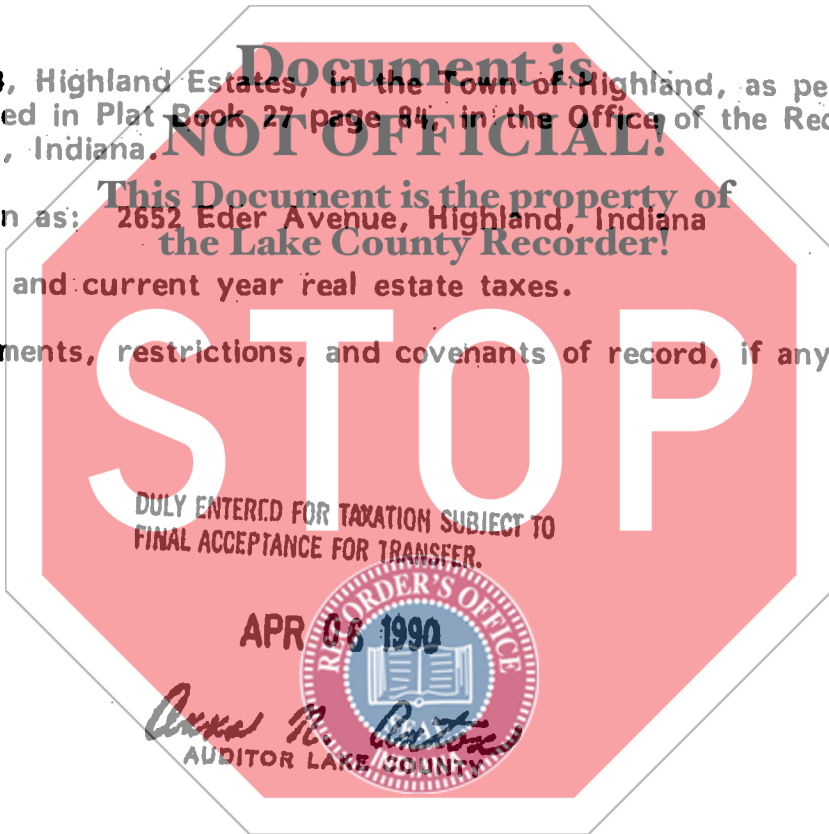 Document is
, Highland Estates, in the Town of Highland, as pe
ed in Plat Book 27 page 84, in the Office of the Rec
NOT OFFICIAL!
, Indiana.
This Document is the property of
n as: 2652 Eder Avenue, Highland, Indiana
the Lake County Recorder!
and current year real estate taxes.
ments, restrictions, and covenants of record, if any
STOP
DULY ENTERED FOR TAXATION SUBJECT TO
FINAL ACCEPTANCE FOR TRANSFER.
RECORDER'S OFFICE
APR 06 1990
AUDITOR LAKE COUNTY